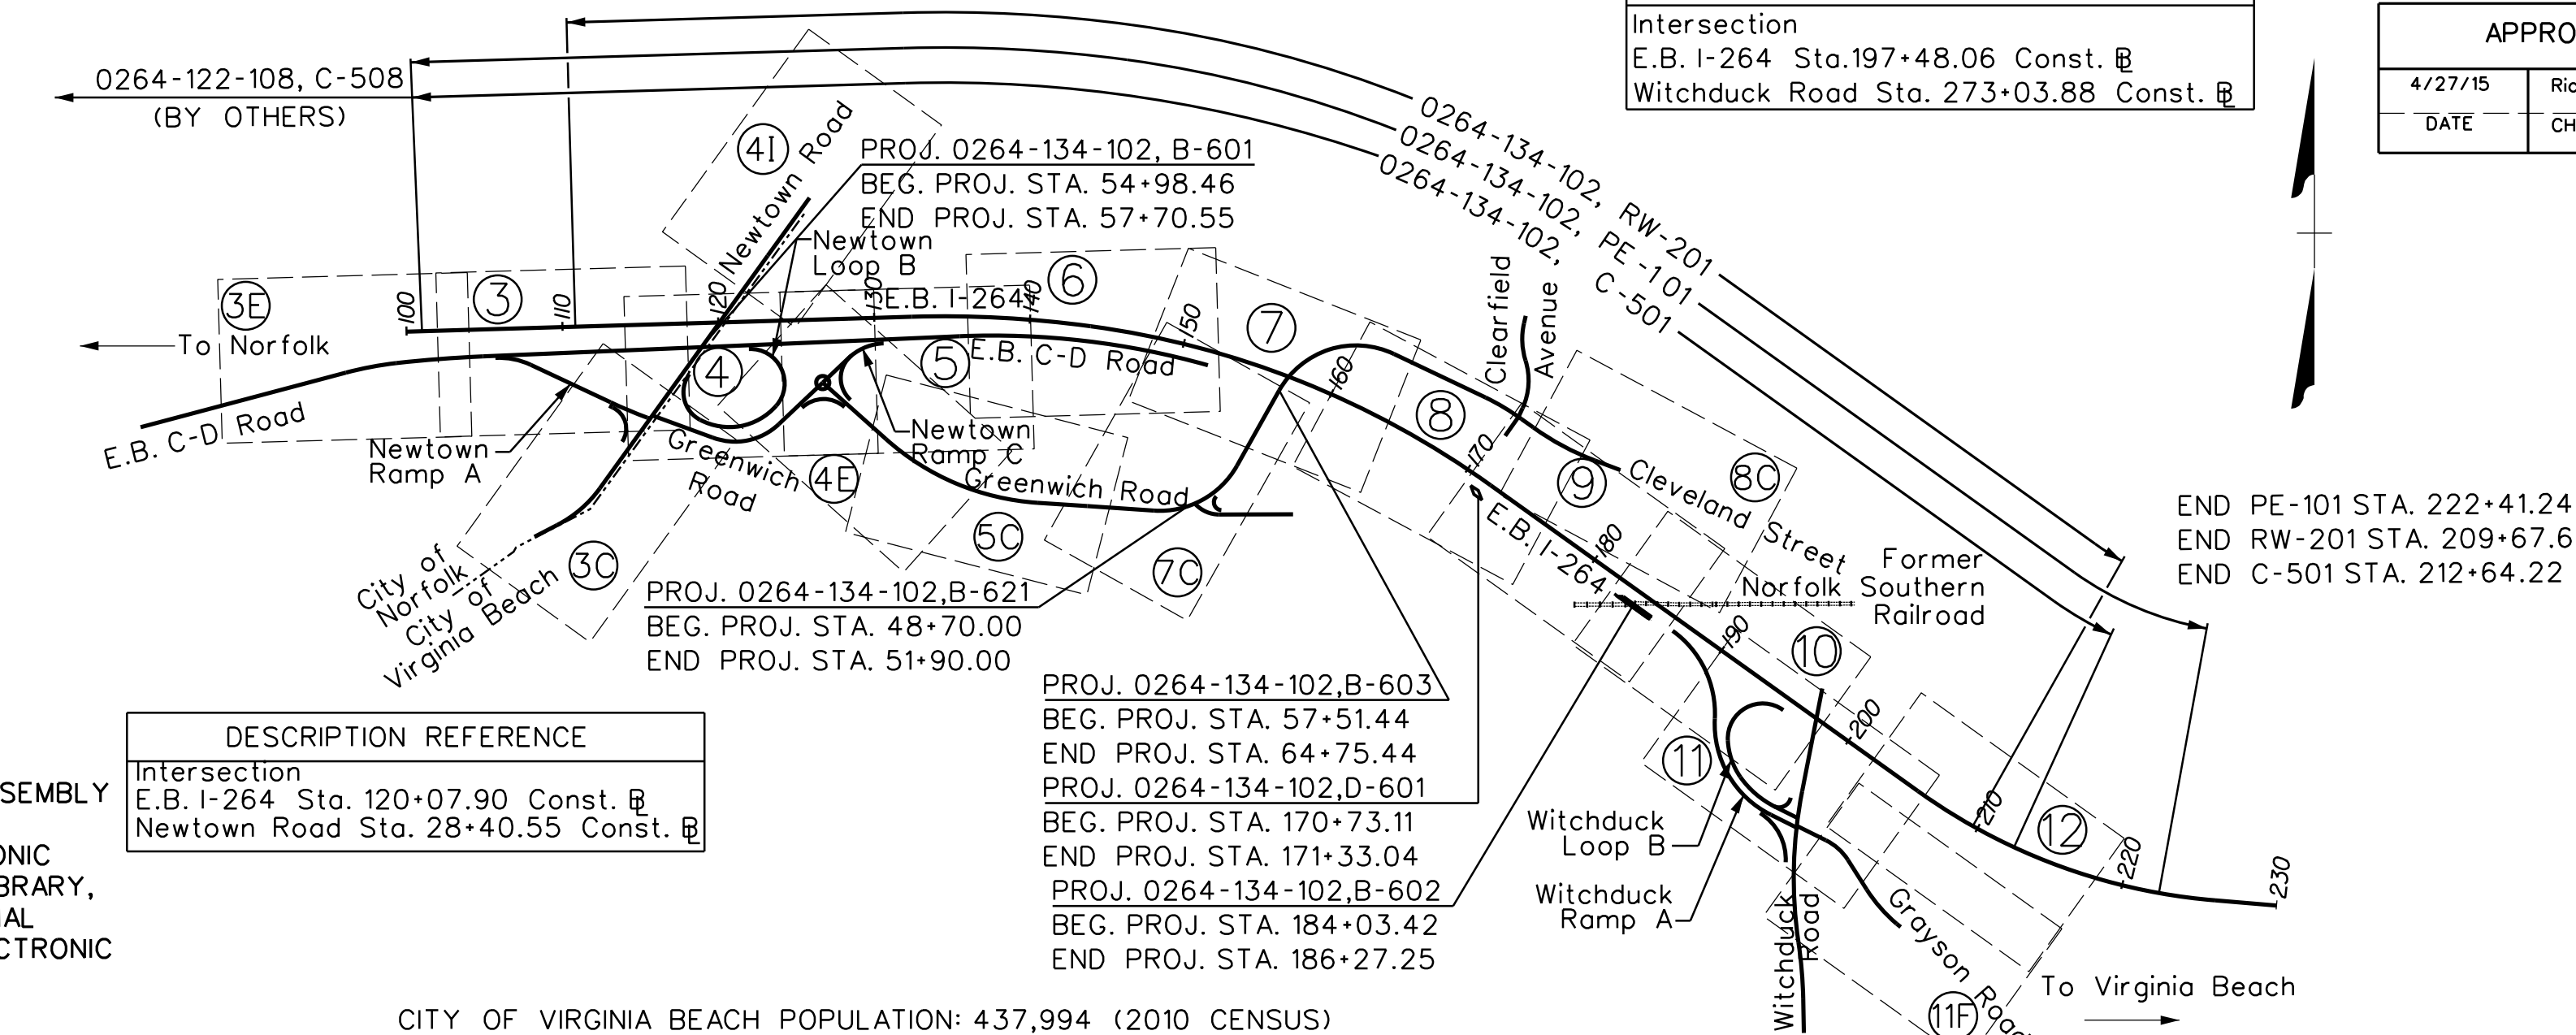 Intersection
E.B. I-264 Sta.197+48.06 Const. BL
Witchduck Road Sta. 273+03.88 Const. BL
APPRO
4/27/15 Ric
DATE CH
0264-122-108, C-508
(BY OTHERS)
0264-134-102, RW-201
0264-134-102, PE-101
0264-134-102, C-501
4I
Newtown Road
PROJ. 0264-134-102, B-601
BEG. PROJ. STA. 54+98.46
END PROJ. STA. 57+70.55
Newtown
Loop B
3E
3
6
7
100
110
120
130
140
150
160
170
180
190
200
210
220
230
E.B. I-264
To Norfolk
4
5
E.B. C-D Road
8
Clearfield
Avenue
E.B. C-D Road
Newtown
Ramp A
Greenwich
Road
4E
Newtown
Ramp C
Greenwich Road
5C
7C
3C
9
8C
Cleveland Street
E.B. I-264
City of
Norfolk
City of
Virginia Beach
Former
Norfolk Southern
Railroad
END PE-101 STA. 222+41.24
END RW-201 STA. 209+67.6
END C-501 STA. 212+64.22
PROJ. 0264-134-102,B-621
BEG. PROJ. STA. 48+70.00
END PROJ. STA. 51+90.00
10
PROJ. 0264-134-102,B-603
BEG. PROJ. STA. 57+51.44
END PROJ. STA. 64+75.44
PROJ. 0264-134-102,D-601
BEG. PROJ. STA. 170+73.11
END PROJ. STA. 171+33.04
PROJ. 0264-134-102,B-602
BEG. PROJ. STA. 184+03.42
END PROJ. STA. 186+27.25
DESCRIPTION REFERENCE
Intersection
E.B. I-264 Sta. 120+07.90 Const. BL
Newtown Road Sta. 28+40.55 Const. BL
SEMBLY
ONIC
BRARY,
IAL
CTRONIC
11
12
Witchduck
Loop B
Witchduck
Ramp A
Witchduck
Road
Grayson Road
11F
To Virginia Beach
CITY OF VIRGINIA BEACH POPULATION: 437,994 (2010 CENSUS)